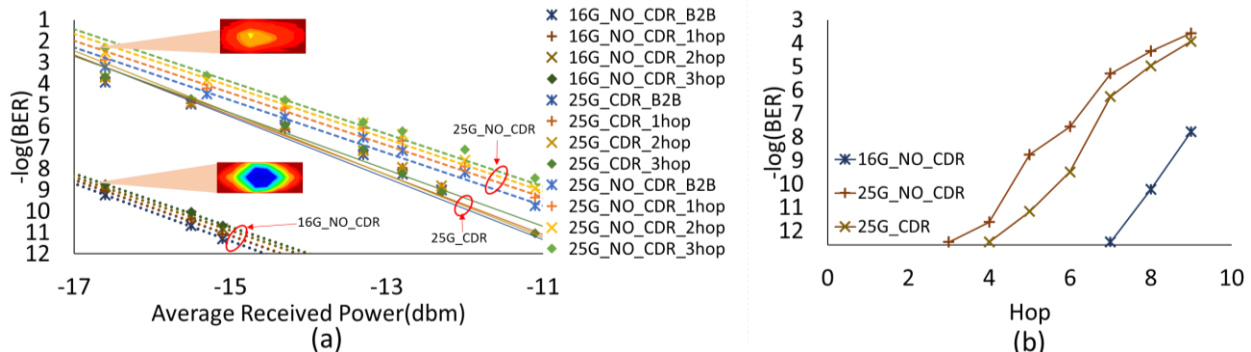 1
2
3
4
5
6
7
8
9
10
11
12
-log(BER)
-17
-15
-13
-11
Average Received Power(dbm)
(a)
25G_NO_CDR
16G_NO_CDR
25G_CDR
16G_NO_CDR_B2B
16G_NO_CDR_1hop
16G_NO_CDR_2hop
16G_NO_CDR_3hop
25G_CDR_B2B
25G_CDR_1hop
25G_CDR_2hop
25G_CDR_3hop
25G_NO_CDR_B2B
25G_NO_CDR_1hop
25G_NO_CDR_2hop
25G_NO_CDR_3hop
3
4
5
6
7
8
9
10
11
12
-log(BER)
16G_NO_CDR
25G_NO_CDR
25G_CDR
0
2
4
6
8
10
Hop
(b)